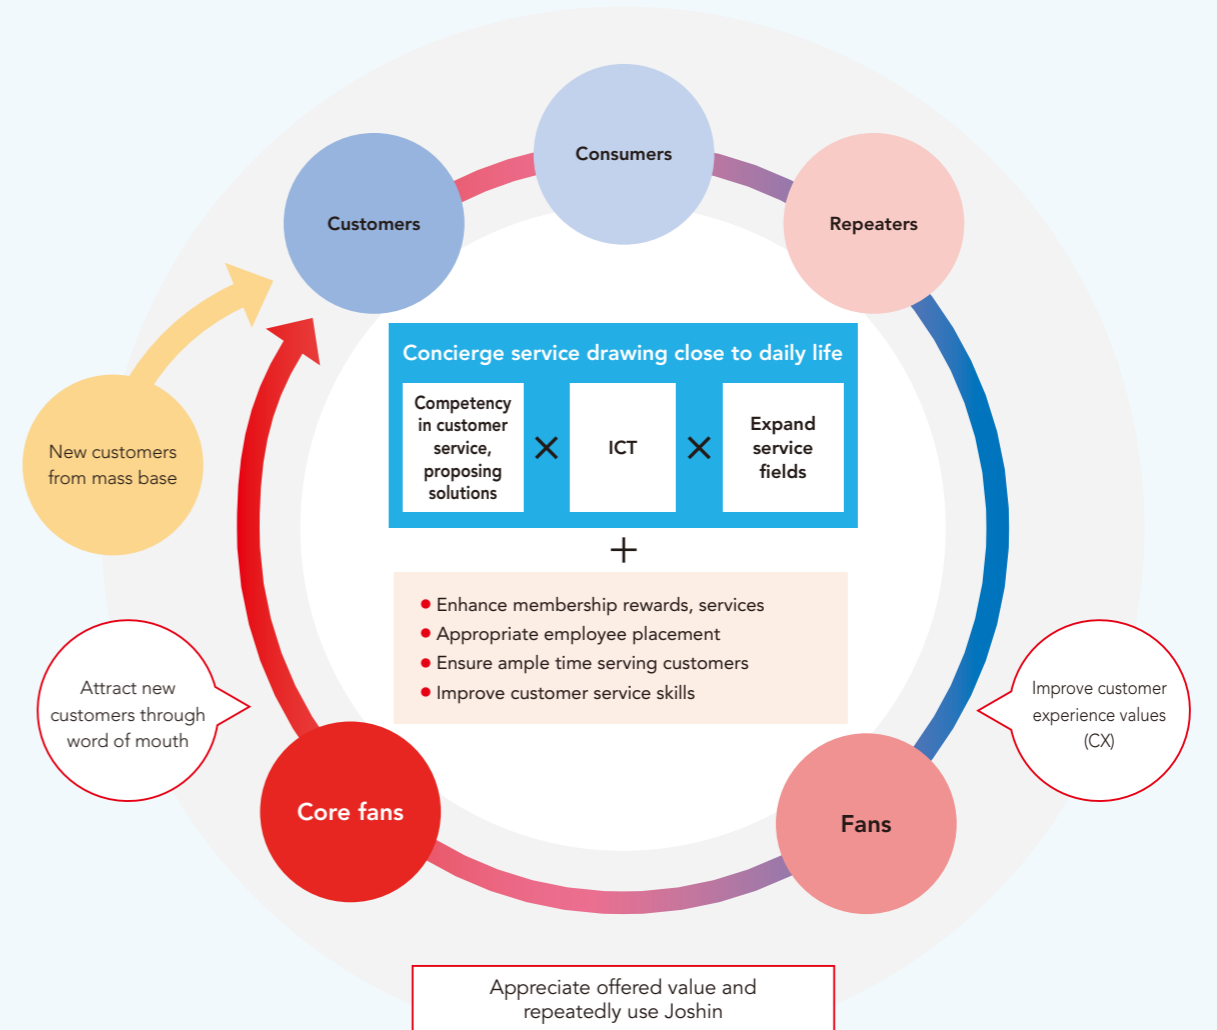 Consumers
Customers
Repeaters
Concierge service drawing close to daily life
Competency
in customer
service,
proposing
solutions
×
ICT
×
Expand
service
fields
New customers
from mass base
+
● Enhance membership rewards, services
● Appropriate employee placement
● Ensure ample time serving customers
● Improve customer service skills
Attract new
customers through
word of mouth
Improve customer
experience values
(CX)
Core fans
Fans
Appreciate offered value and
repeatedly use Joshin